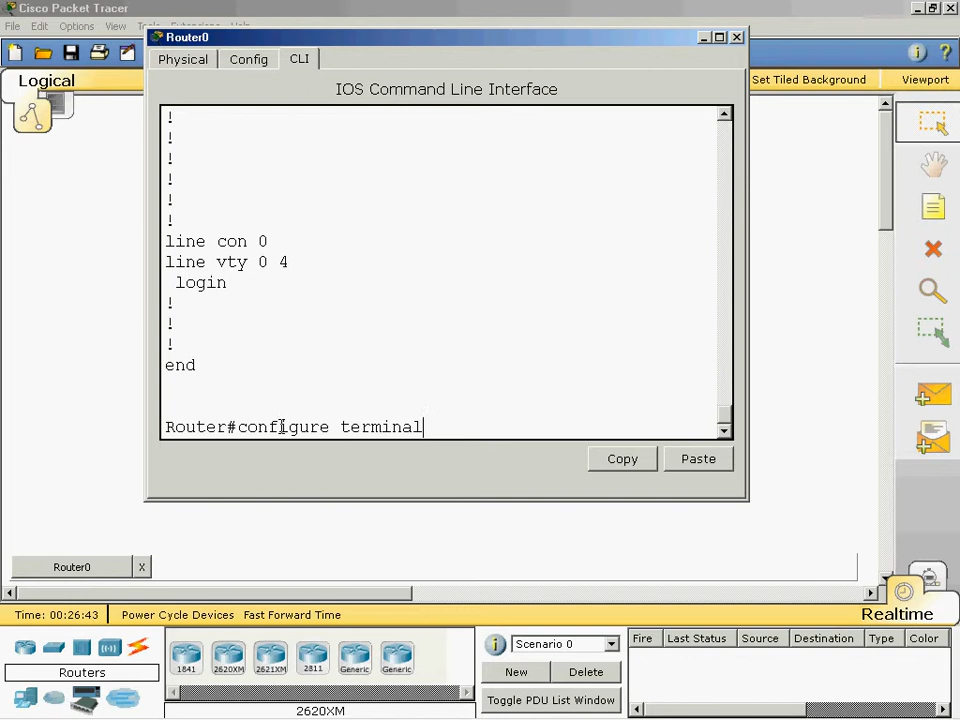 Cisco Packet Tracer
File Edit Options View Tools Extensions Help
Router0
Physical Config CLI
Logical
Set Tiled Background Viewport
IOS Command Line Interface
!
!
!
!
!
!
line con 0
line vty 0 4
login
!
!
!
end
Router#configure terminal
Copy Paste
Router0 X
Realtime
Time: 00:26:43 Power Cycle Devices Fast Forward Time
Scenario 0
Fire Last Status Source Destination Type Color
1841 2620XM 2621XM 2811 Generic Generic
Routers
New Delete
Toggle PDU List Window
2620XM